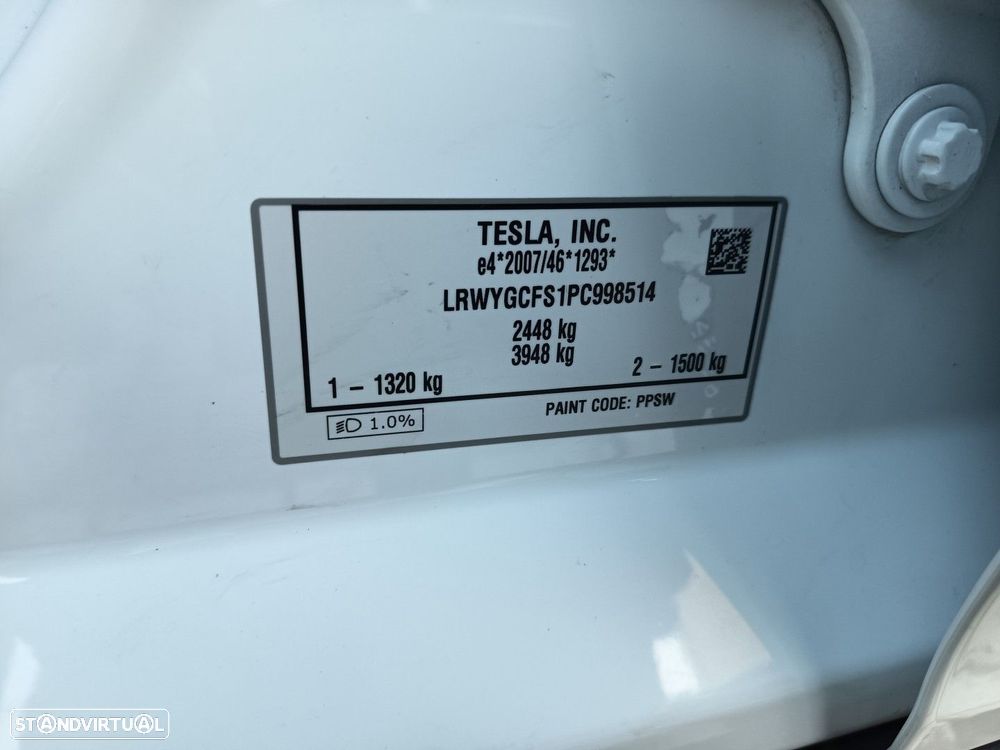 TESLA, INC.
e4*2007/46*1293*
LRWYGCFS1PC998514
2448 kg
3948 kg
1 – 1320 kg
2 – 1500 kg
1.0%
PAINT CODE: PPSW
STANDVIRTUAL